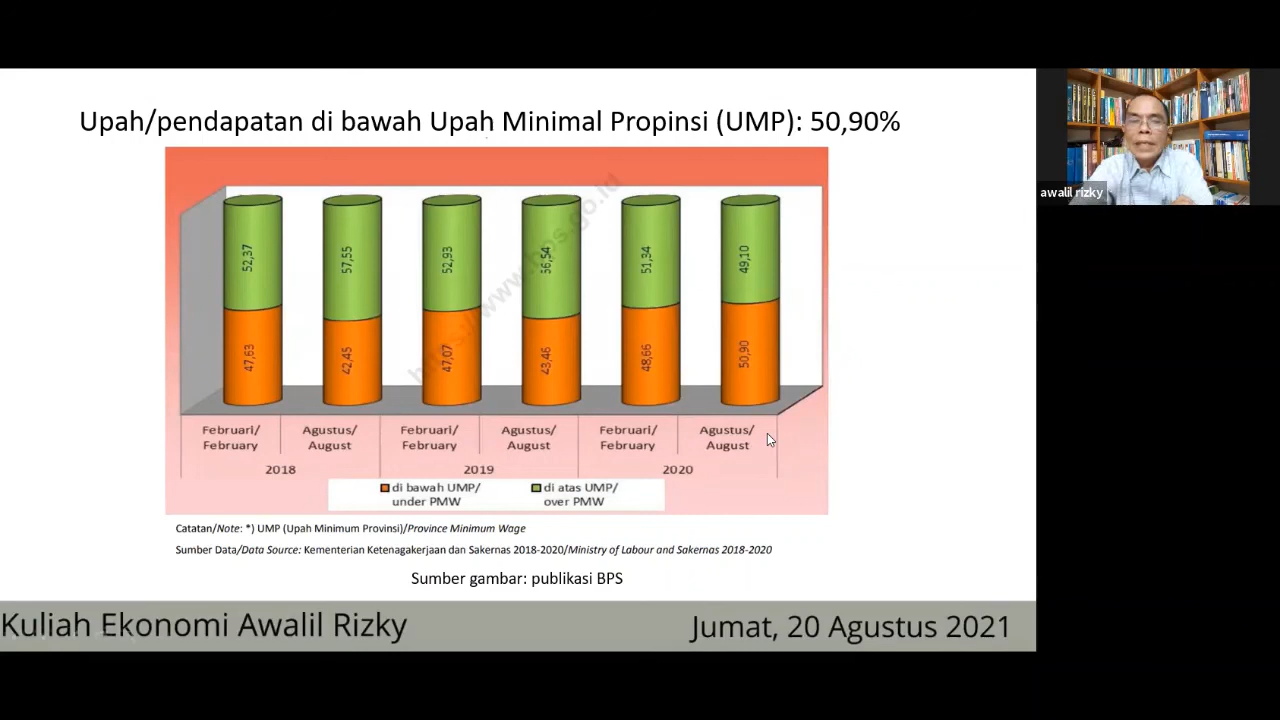 Upah/pendapatan di bawah Upah Minimal Propinsi (UMP): 50,90%
awalil rizky
https://www.bps.go.id
52,37
57,55
52,93
56,54
51,34
49,10
47,63
42,45
47,07
43,46
48,66
50,90
Februari/
February
Agustus/
August
Februari/
February
Agustus/
August
Februari/
February
Agustus/
August
2018
2019
2020
di bawah UMP/
under PMW
di atas UMP/
over PMW
Catatan/Note: *) UMP (Upah Minimum Provinsi)/Province Minimum Wage
Sumber Data/Data Source: Kementerian Ketenagakerjaan dan Sakernas 2018-2020/Ministry of Labour and Sakernas 2018-2020
Sumber gambar: publikasi BPS
Kuliah Ekonomi Awalil Rizky
Jumat, 20 Agustus 2021